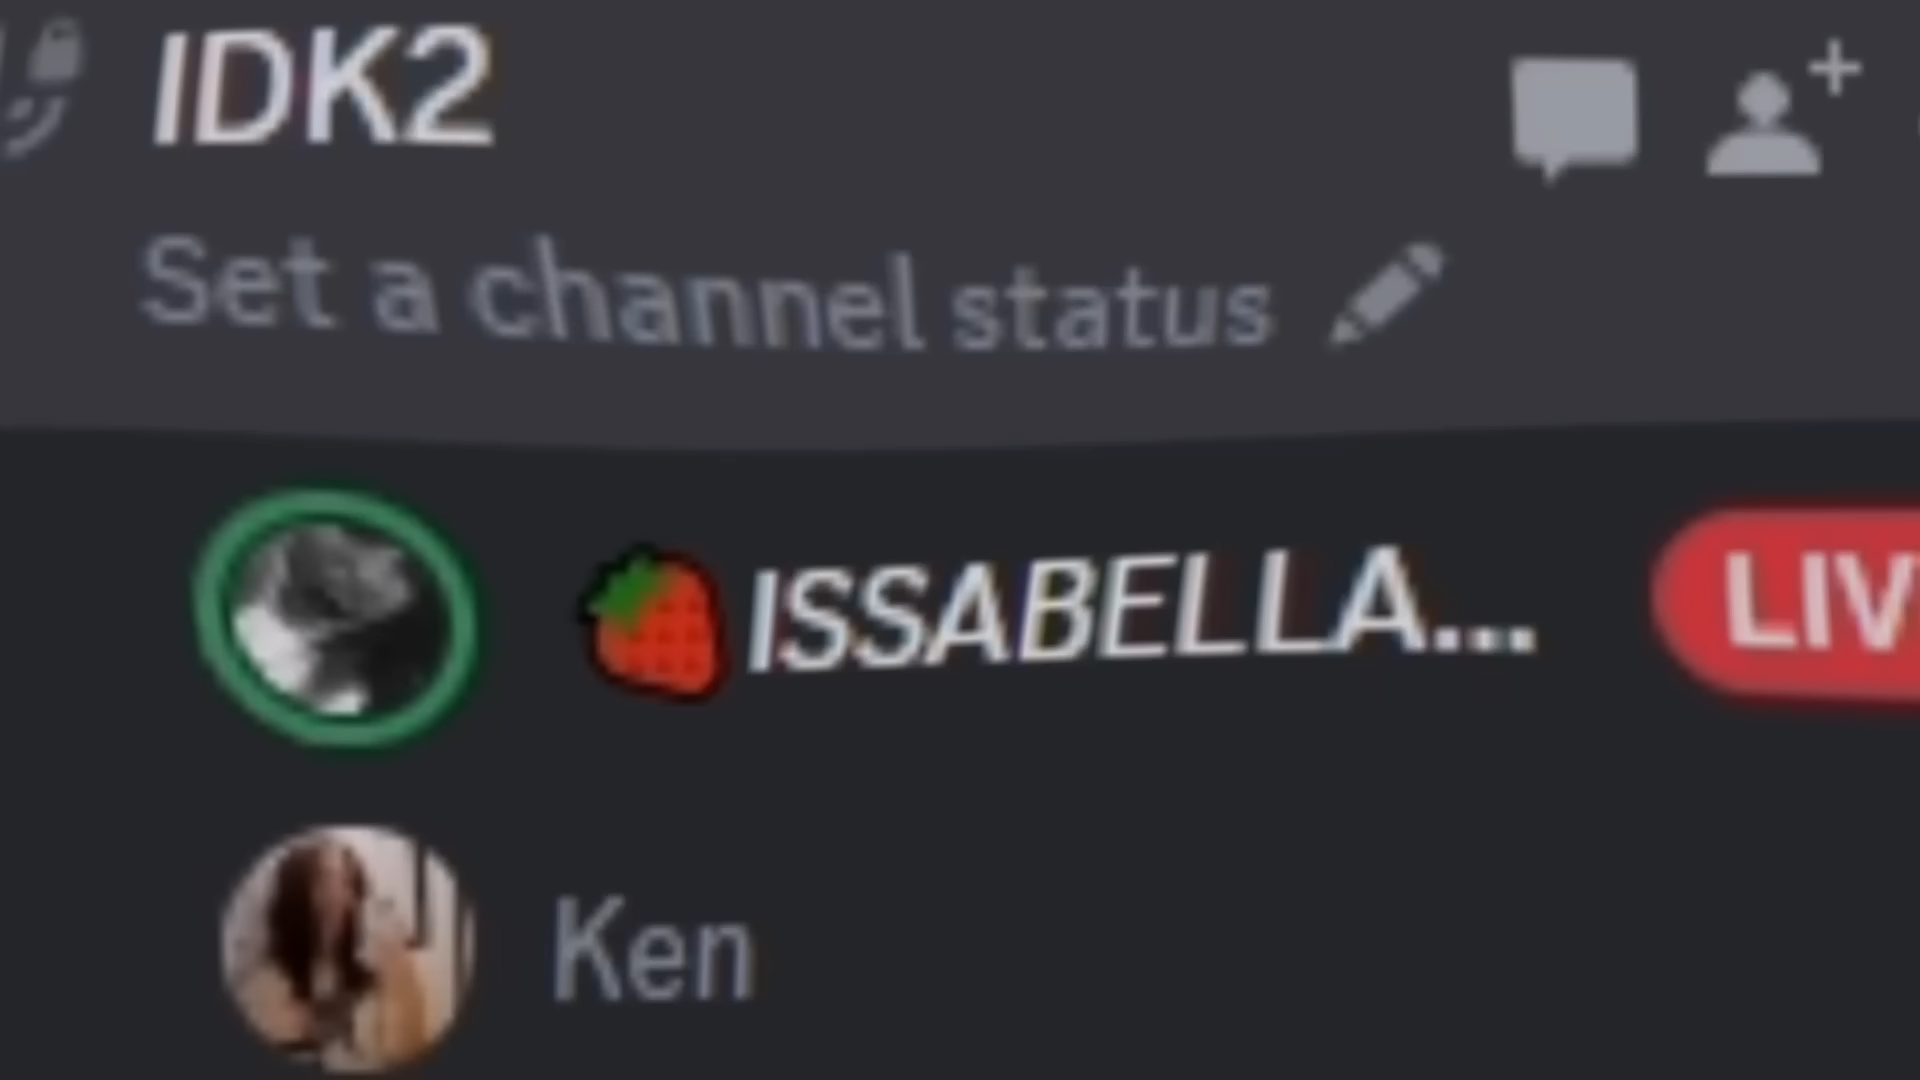 IDK2
Set a channel status
🍓ISSABELLA...
LIV
Ken